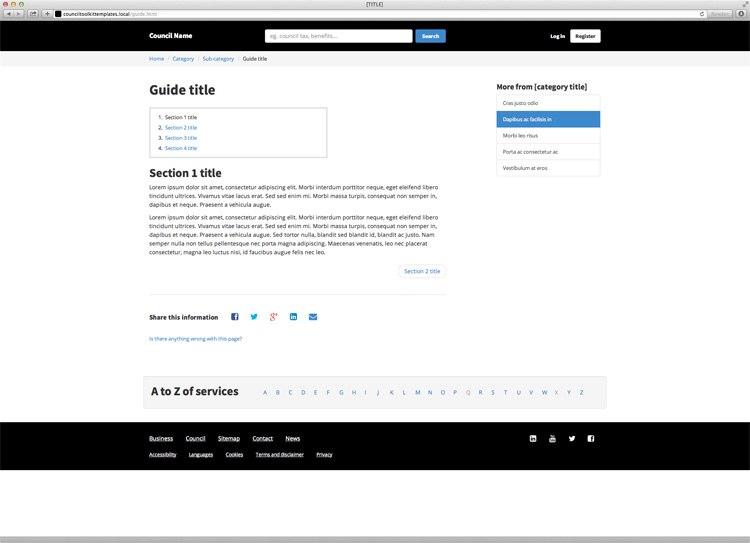 [TITLE]
counciltoolkittemplates.local/guide.html
Reader
Council Name
eg. council tax, benefits...
Search
Log in
Register
Home / Category / Sub-category / Guide title
Guide title
1. Section 1 title
2. Section 2 title
3. Section 3 title
4. Section 4 title
Section 1 title
Lorem ipsum dolor sit amet, consectetur adipiscing elit. Morbi interdum porttitor neque, eget eleifend libero
tincidunt ultrices. Vivamus vitae lacus erat. Sed sed enim mi. Morbi massa turpis, consequat non semper in,
dapibus et neque. Praesent a vehicula augue.
Lorem ipsum dolor sit amet, consectetur adipiscing elit. Morbi interdum porttitor neque, eget eleifend libero
tincidunt ultrices. Vivamus vitae lacus erat. Sed sed enim mi. Morbi massa turpis, consequat non semper in,
dapibus et neque. Praesent a vehicula augue. Sed tortor nulla, blandit sed blandit id, blandit ac justo. Nam
semper nulla non tellus pellentesque nec porta magna adipiscing. Maecenas venenatis, leo nec placerat
consectetur, magna leo luctus nisi, id faucibus augue felis nec leo.
Section 2 title
More from [category title]
Cras justo odio
Dapibus ac facilisis in
Morbi leo risus
Porta ac consectetur ac
Vestibulum at eros
Share this information
Is there anything wrong with this page?
A to Z of services
A B C D E F G H I J K L M N O P Q R S T U V W X Y Z
Business Council Sitemap Contact News
Accessibility Languages Cookies Terms and disclaimer Privacy